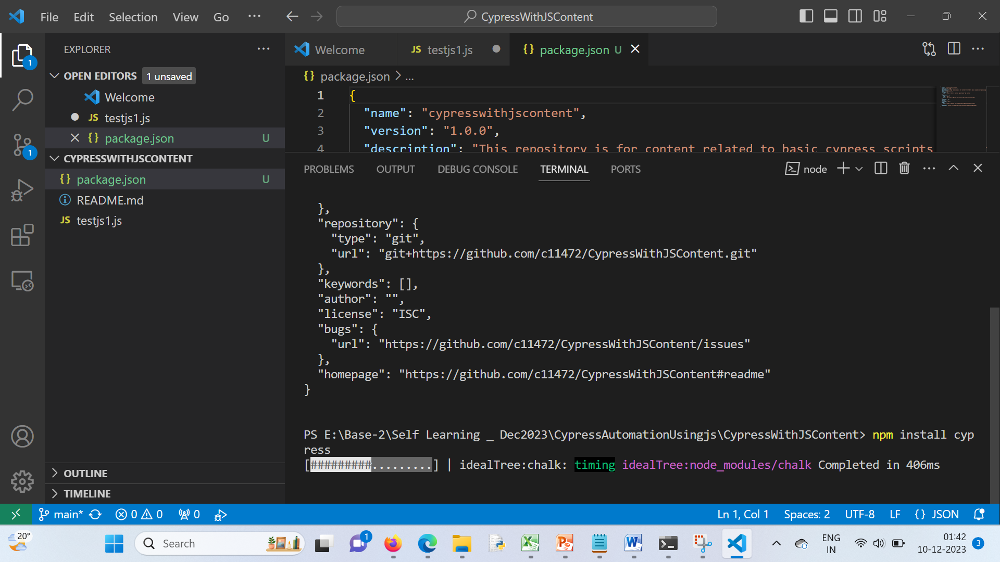 File Edit Selection View Go ... CypressWithJSContent
EXPLORER ...
OPEN EDITORS 1 unsaved
Welcome
JS testjs1.js
{} package.json U
CYPRESSWITHJSCONTENT
{} package.json U
README.md
JS testjs1.js
OUTLINE
TIMELINE
1
1
Welcome JS testjs1.js {} package.json U
{} package.json > ...
1 {
2 "name": "cypresswithjscontent",
3 "version": "1.0.0",
4 "description": "This repository is for content related to basic cypress scripts
PROBLEMS OUTPUT DEBUG CONSOLE TERMINAL PORTS node
},
"repository": {
"type": "git",
"url": "git+https://github.com/c11472/CypressWithJSContent.git"
},
"keywords": [],
"author": "",
"license": "ISC",
"bugs": {
"url": "https://github.com/c11472/CypressWithJSContent/issues"
},
"homepage": "https://github.com/c11472/CypressWithJSContent#readme"
}
PS E:\Base-2\Self Learning _ Dec2023\CypressAutomationUsingjs\CypressWithJSContent> npm install cyp
ress
[#########.........] | idealTree:chalk: timing idealTree:node_modules/chalk Completed in 406ms
main* 0 0 0 Ln 1, Col 1 Spaces: 2 UTF-8 LF {} JSON
20° Search 1 ENG 01:42
IN 10-12-2023 3